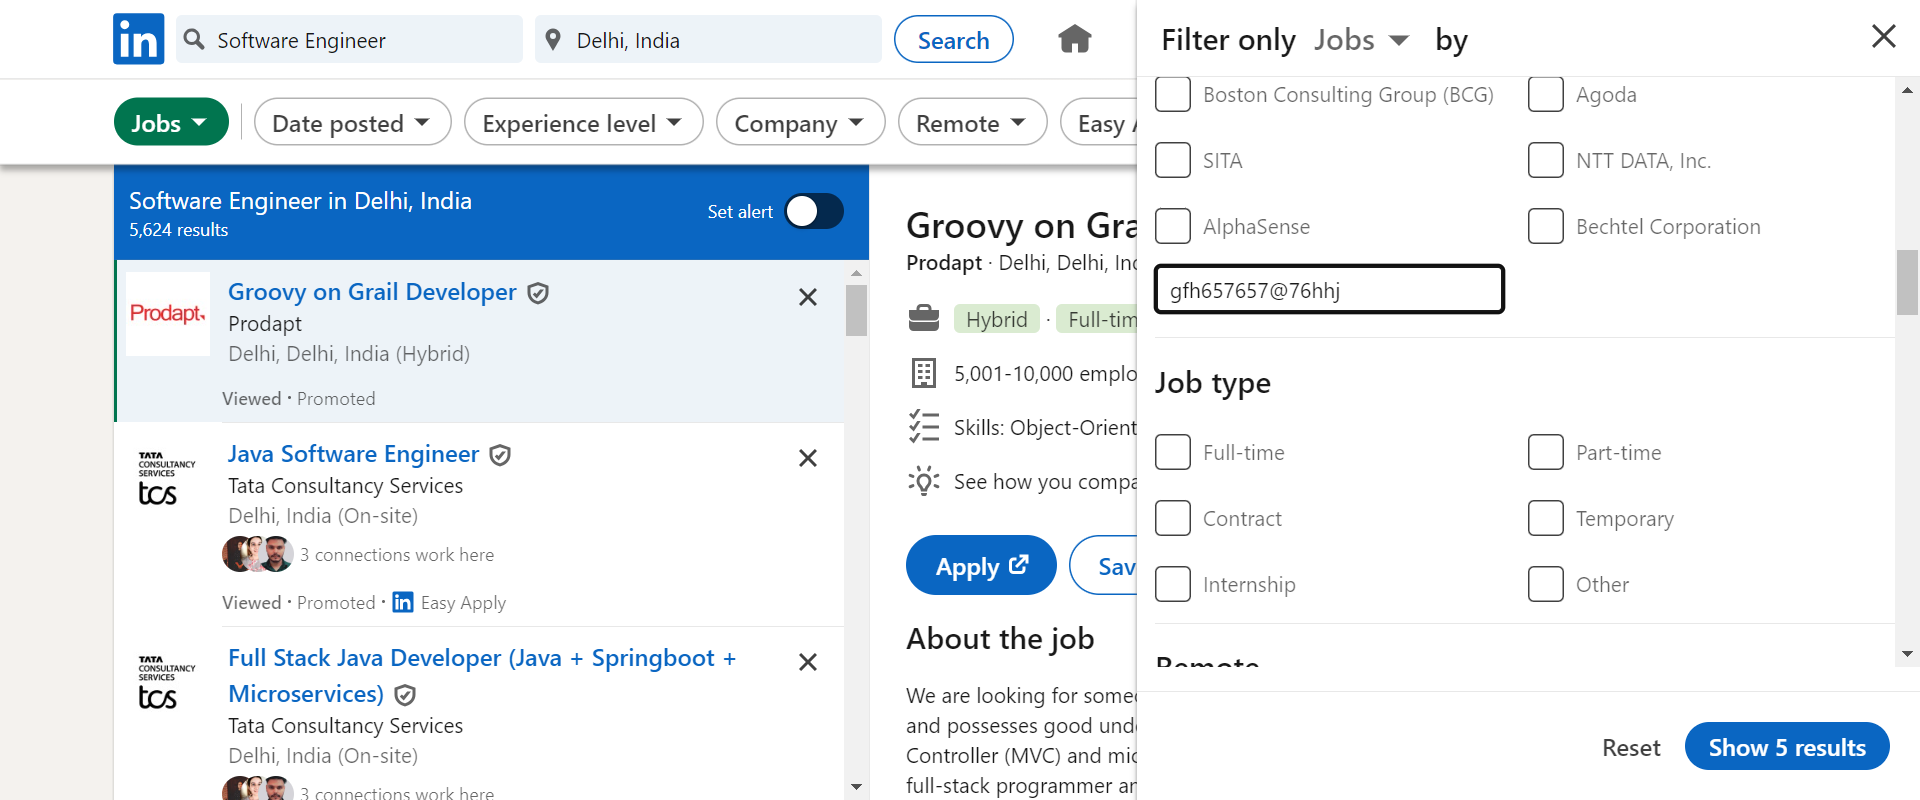 in
Software Engineer
Delhi, India
Search
Jobs
Date posted
Experience level
Company
Remote
Easy
Software Engineer in Delhi, India
5,624 results
Set alert
Prodapt.
Groovy on Grail Developer
Prodapt
Delhi, Delhi, India (Hybrid)
Viewed · Promoted
TATA
CONSULTANCY
SERVICES
tcs
Java Software Engineer
Tata Consultancy Services
Delhi, India (On-site)
3 connections work here
Viewed · Promoted · in Easy Apply
TATA
CONSULTANCY
SERVICES
tcs
Full Stack Java Developer (Java + Springboot +
Microservices)
Tata Consultancy Services
Delhi, India (On-site)
3 connections work here
Groovy on Gra
Prodapt · Delhi, Delhi, Ind
Hybrid · Full-tim
5,001-10,000 emplo
Skills: Object-Orient
See how you compa
Apply
Sav
About the job
We are looking for some
and possesses good und
Controller (MVC) and mic
full-stack programmer an
Filter only Jobs by
Boston Consulting Group (BCG)
Agoda
SITA
NTT DATA, Inc.
AlphaSense
Bechtel Corporation
gfh657657@76hhj
Job type
Full-time
Part-time
Contract
Temporary
Internship
Other
Remote
Reset
Show 5 results